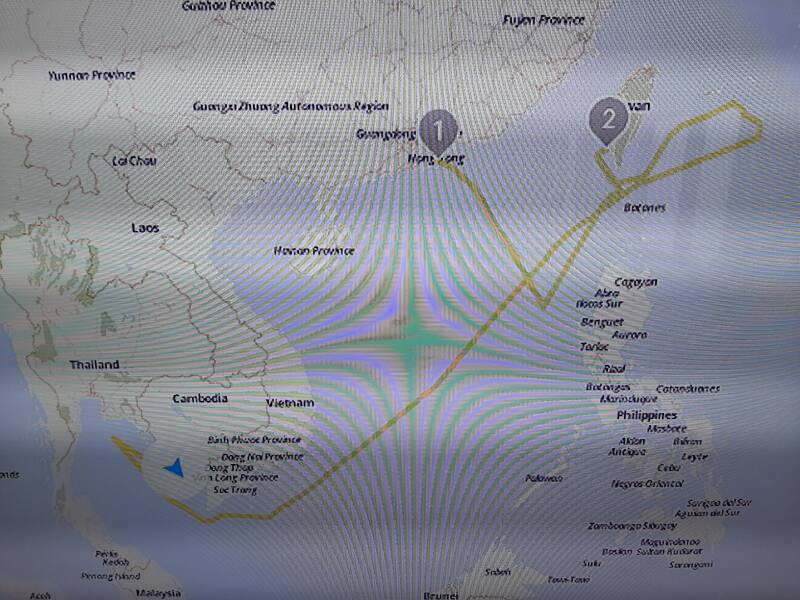 Guizhou Province
Fujian Province
Yunnan Province
Guangxi Zhuang Autonomous Region
1
2
Guangdong
Hong Kong
Lai Chau
Batanes
Laos
Hainan Province
Cagayan
Abra
Ilocos Sur
Benguet
Aurora
Tarlac
Thailand
Rizal
Cambodia
Vietnam
Batangas
Catanduanes
Marinduque
Philippines
Masbate
Binh Phuoc Province
Aklan
Biliran
Dong Nai Province
Antique
Leyte
Dong Thap
Cebu
Vinh Long Province
Palawan
Negros Oriental
Soc Trang
Surigao del Sur
Agusan del Sur
Zamboanga Sibugay
Maguindanao
Basilan
Sultan Kudarat
Perlis
Kedah
Sulu
Sarangani
Penang Island
Sabah
Tawi-Tawi
Aceh
Malaysia
Brunei